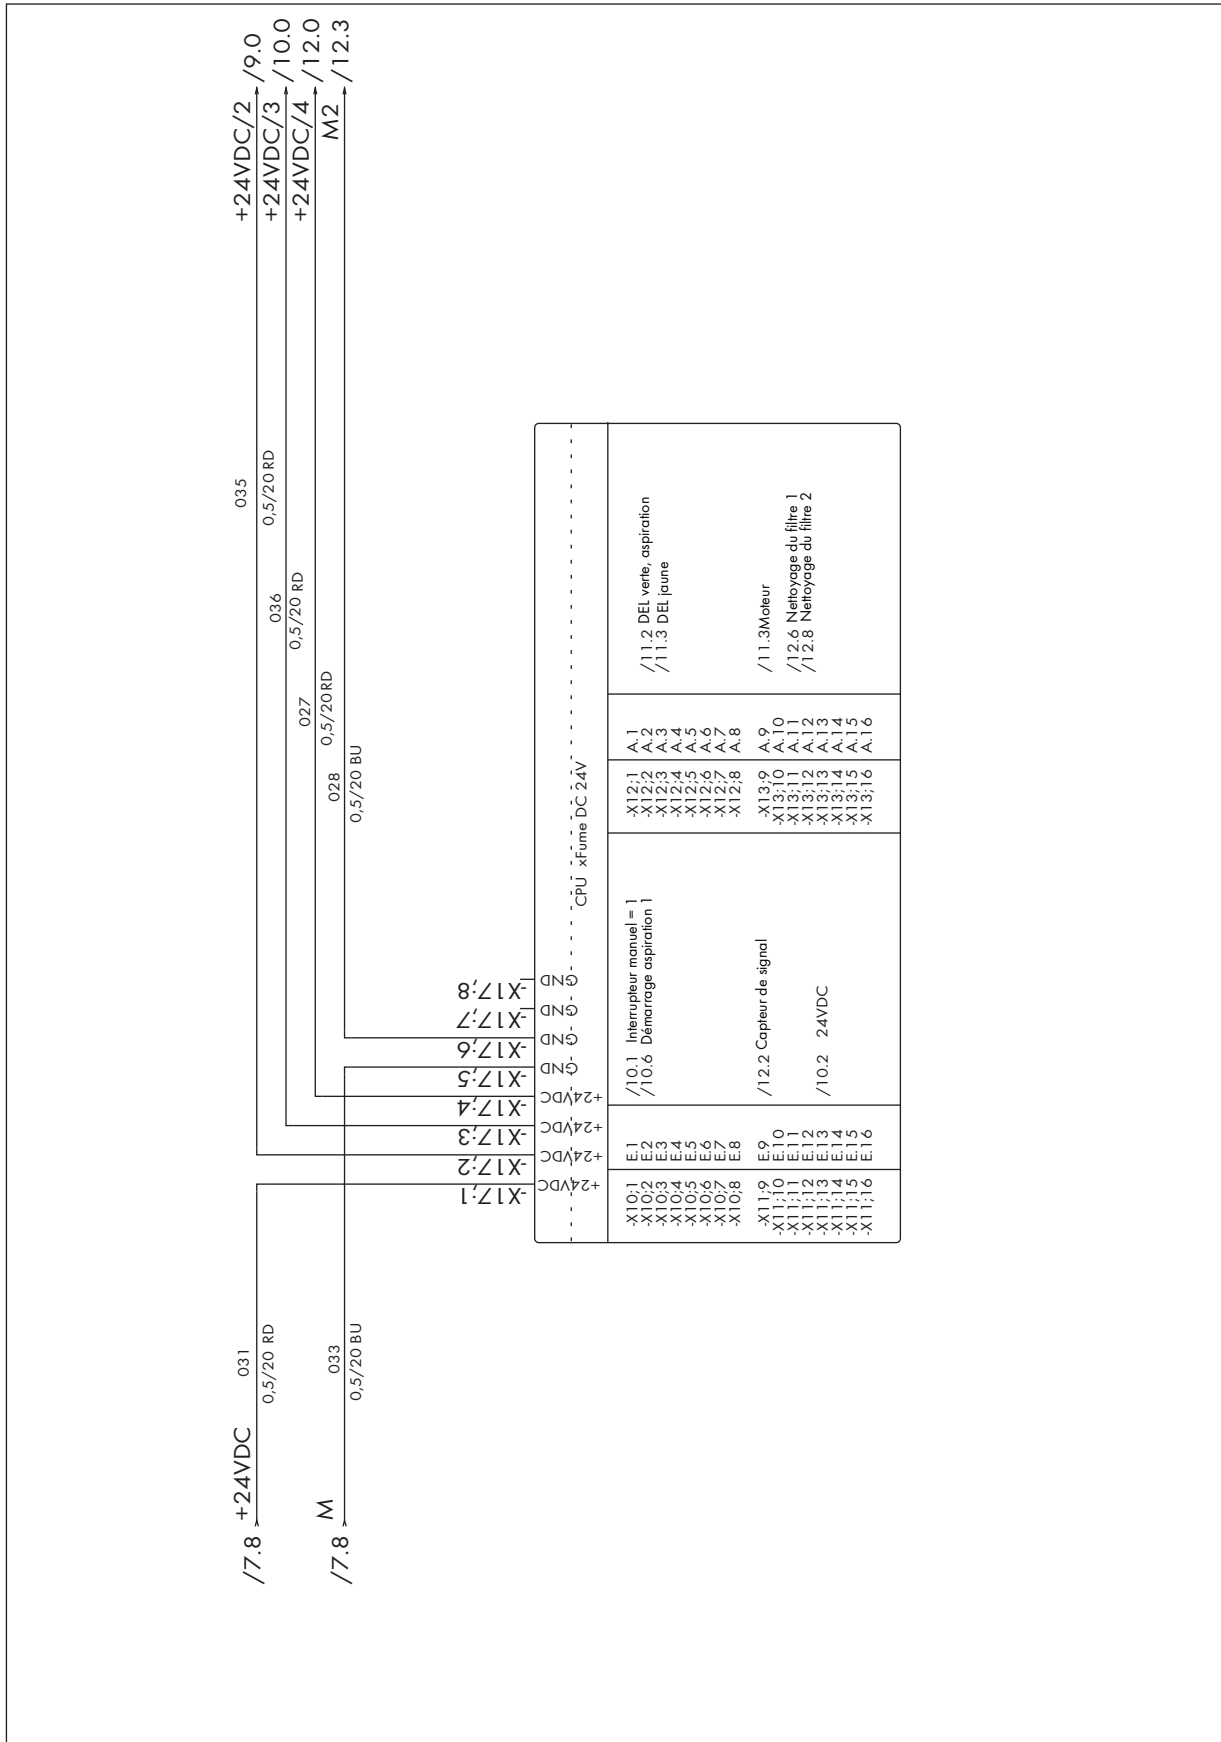 /7.8 +24VDC 031 0,5/20 RD
035 0,5/20 RD +24VDC/2 /9.0
036 0,5/20 RD +24VDC/3 /10.0
027 0,5/20RD +24VDC/4 /12.0
/7.8 M 033 0,5/20 BU
028 0,5/20 BU M2 /12.3
-X17;1 -X17;2 -X17;3 -X17;4 -X17;5 -X17;6 -X17;7 -X17;8
+24VDC +24VDC +24VDC +24VDC GND GND GND GND
CPU xFume DC 24V
-X10;1 E.1 /10.1 Interrupteur manuel = 1 -X12;1 A.1
-X10;2 E.2 /10.6 Démarrage aspiration 1 -X12;2 A.2 /11.2 DEL verte, aspiration
-X10;3 E.3 -X12;3 A.3 /11.3 DEL jaune
-X10;4 E.4 -X12;4 A.4
-X10;5 E.5 -X12;5 A.5
-X10;6 E.6 -X12;6 A.6
-X10;7 E.7 -X12;7 A.7
-X10;8 E.8 -X12;8 A.8
-X11;9 E.9 /12.2 Capteur de signal -X13;9 A.9 /11.3Moteur
-X11;10 E.10 -X13;10 A.10
-X11;11 E.11 -X13;11 A.11 /12.6 Nettoyage du filtre 1
-X11;12 E.12 -X13;12 A.12 /12.8 Nettoyage du filtre 2
-X11;13 E.13 /10.2 24VDC -X13;13 A.13
-X11;14 E.14 -X13;14 A.14
-X11;15 E.15 -X13;15 A.15
-X11;16 E.16 -X13;16 A.16